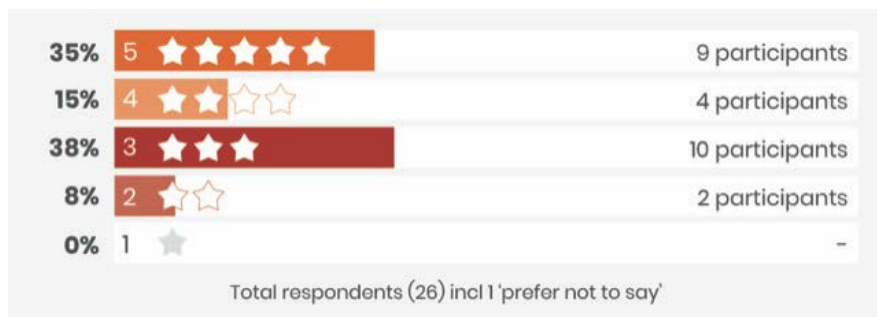 35% 5 9 participants
15% 4 4 participants
38% 3 10 participants
8% 2 2 participants
0% 1 -
Total respondents (26) incl 1 'prefer not to say'